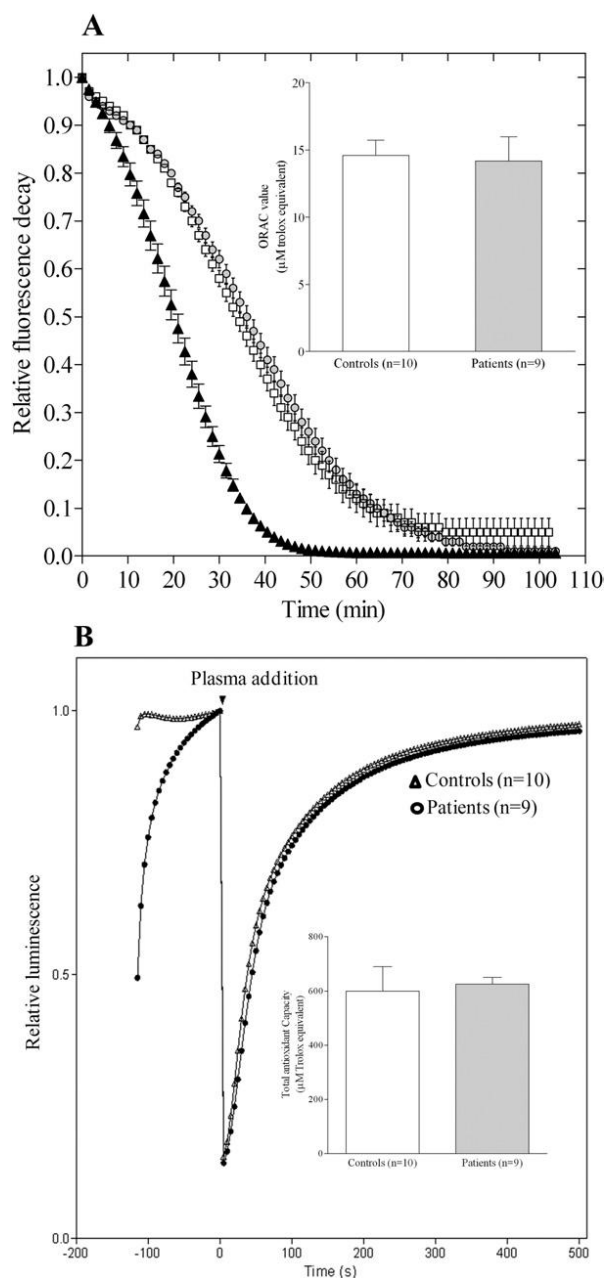 A
Relative fluorescence decay
1.0
0.9
0.8
0.7
0.6
0.5
0.4
0.3
0.2
0.1
0.0
0 10 20 30 40 50 60 70 80 90 100 110
Time (min)
ORAC value
(µM trolox equivalent)
20
15
10
5
0
Controls (n=10) Patients (n=9)
B
Plasma addition
Relative luminescence
1.0
0.5
0.0
Controls (n=10)
Patients (n=9)
Total antioxidant Capacity
(µM Trolox equivalent)
800
600
400
200
0
Controls (n=10) Patients (n=9)
-200 -100 0 100 200 300 400 500
Time (s)